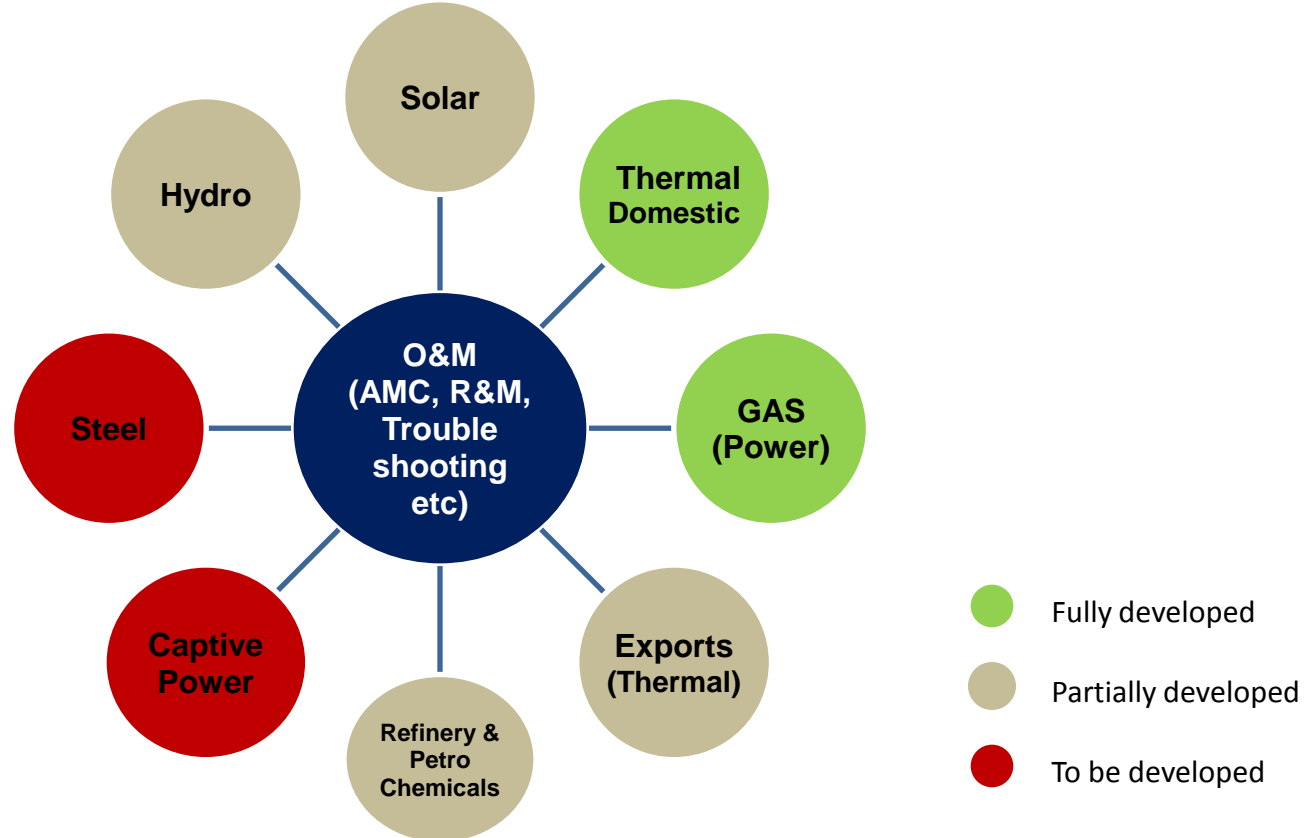 Solar
Thermal
Domestic
GAS
(Power)
Exports
(Thermal)
Refinery &
Petro
Chemicals
Captive
Power
Steel
Hydro
O&M
(AMC, R&M,
Trouble
shooting
etc)
Fully developed
Partially developed
To be developed